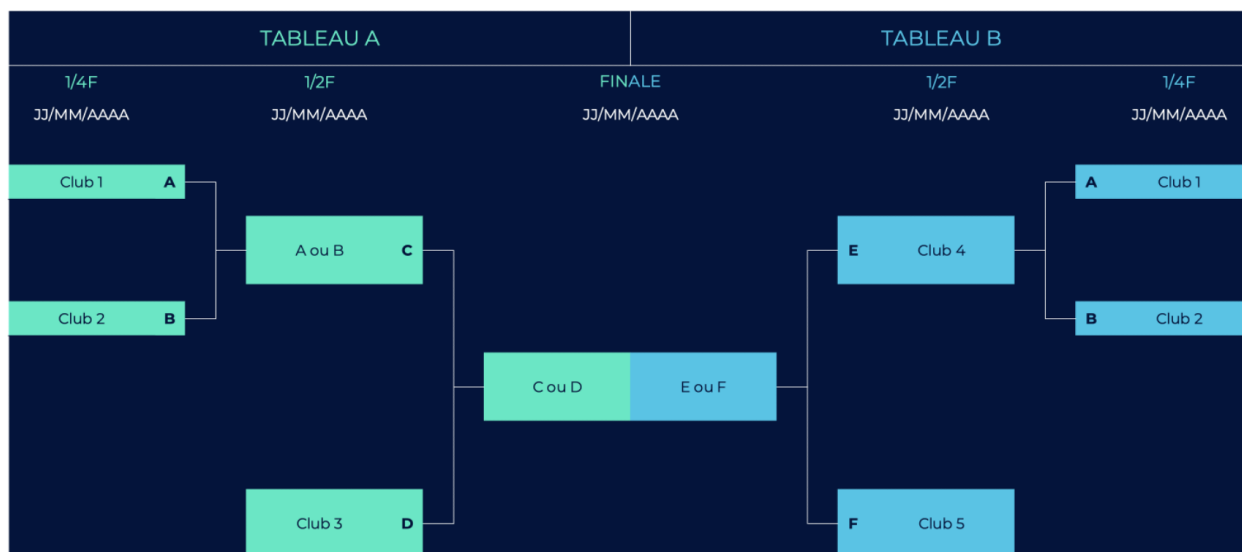 TABLEAU A
TABLEAU B
1/4F
1/2F
FINALE
1/2F
1/4F
JJ/MM/AAAA
JJ/MM/AAAA
JJ/MM/AAAA
JJ/MM/AAAA
JJ/MM/AAAA
Club 1 A
A Club 1
A ou B C
E Club 4
Club 2 B
B Club 2
C ou D
E ou F
Club 3 D
F Club 5